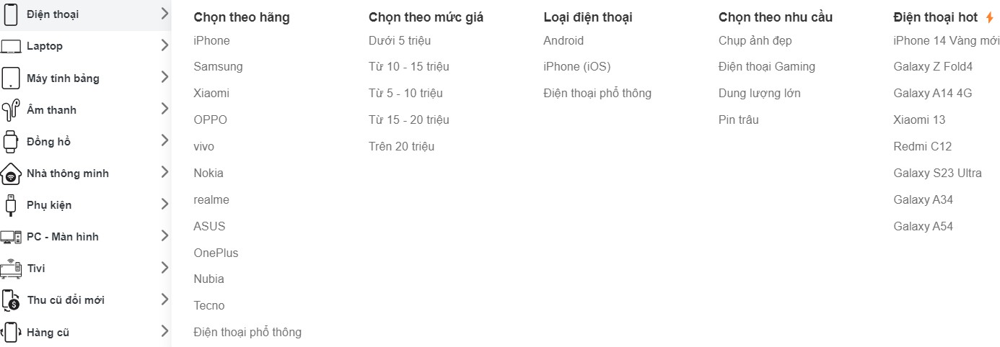 Điện thoại
Laptop
Máy tính bảng
Âm thanh
Đồng hồ
Nhà thông minh
Phụ kiện
PC - Màn hình
Tivi
Thu cũ đổi mới
Hàng cũ
Chọn theo hãng
iPhone
Samsung
Xiaomi
OPPO
vivo
Nokia
realme
ASUS
OnePlus
Nubia
Tecno
Điện thoại phổ thông
Chọn theo mức giá
Dưới 5 triệu
Từ 10 - 15 triệu
Từ 5 - 10 triệu
Từ 15 - 20 triệu
Trên 20 triệu
Loại điện thoại
Android
iPhone (iOS)
Điện thoại phổ thông
Chọn theo nhu cầu
Chụp ảnh đẹp
Điện thoại Gaming
Dung lượng lớn
Pin trâu
Điện thoại hot
iPhone 14 Vàng mới
Galaxy Z Fold4
Galaxy A14 4G
Xiaomi 13
Redmi C12
Galaxy S23 Ultra
Galaxy A34
Galaxy A54